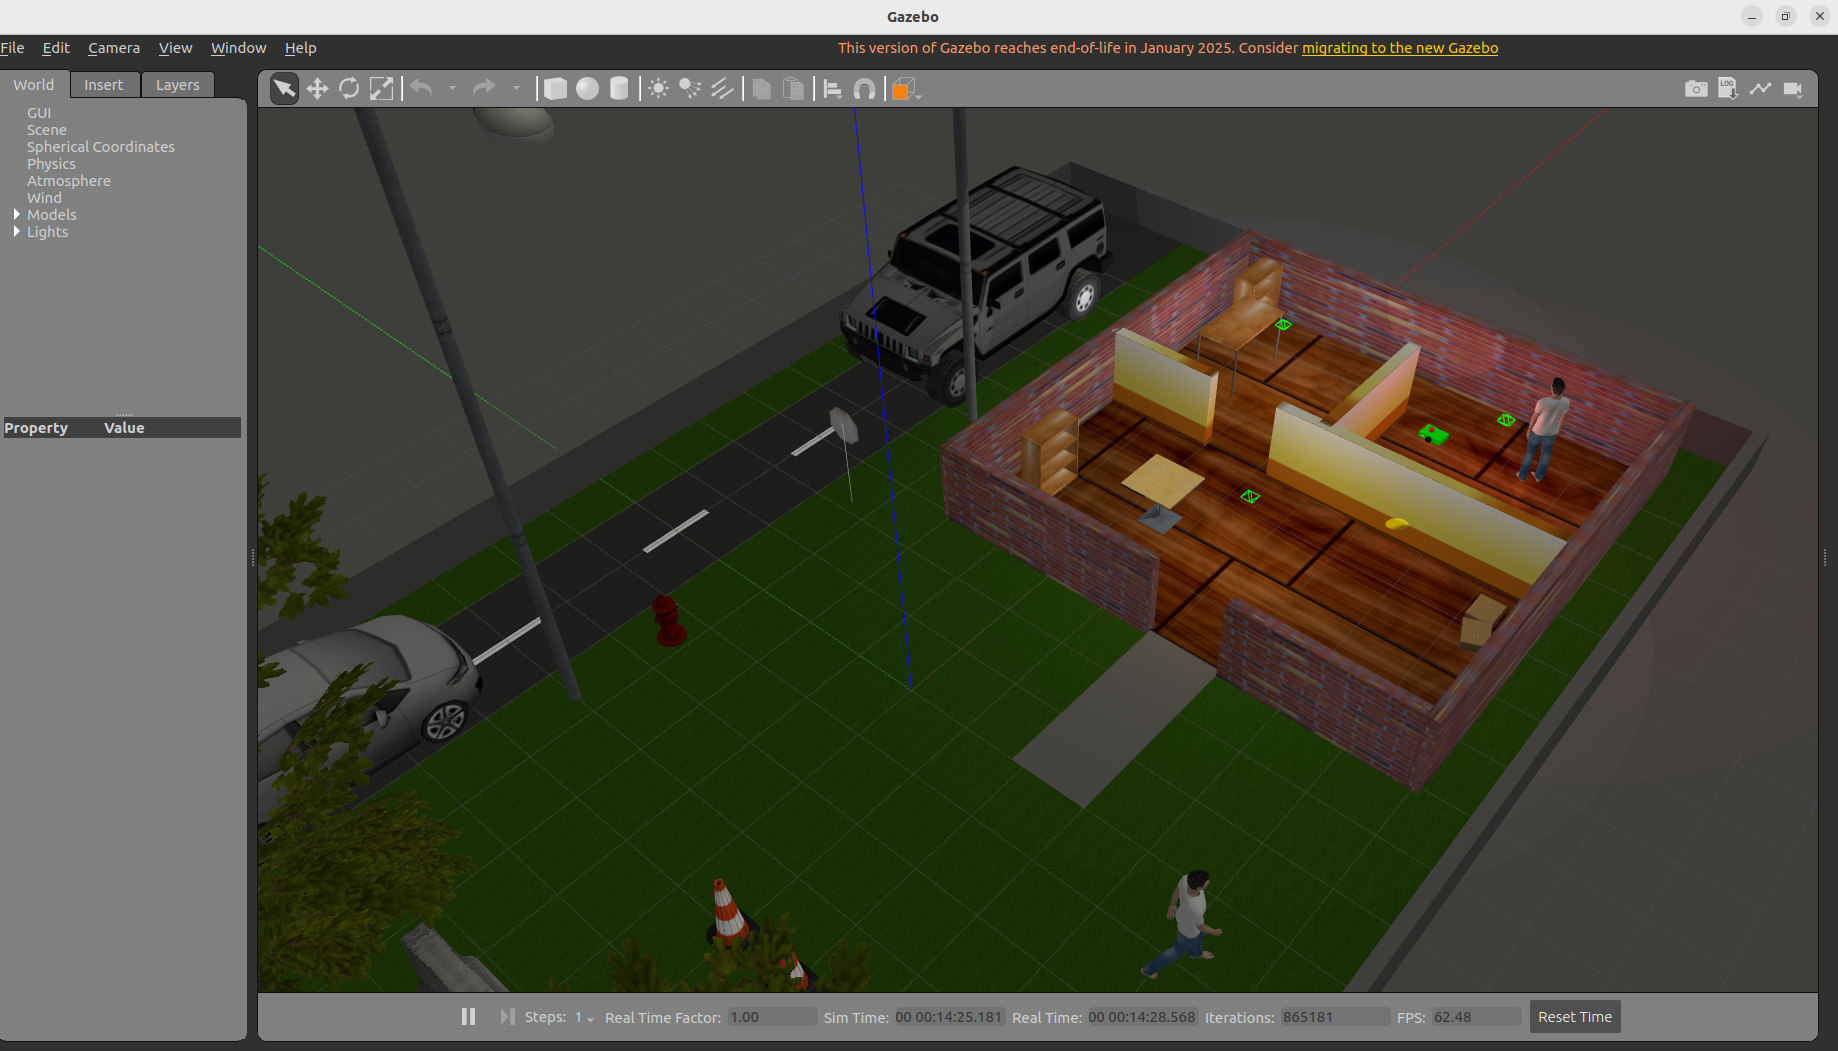 Gazebo
File Edit Camera View Window Help
This version of Gazebo reaches end-of-life in January 2025. Consider migrating to the new Gazebo
World Insert Layers
LOG
GUI
Scene
Spherical Coordinates
Physics
Atmosphere
Wind
Models
Lights
Property Value
Steps: 1 Real Time Factor: 1.00 Sim Time: 00 00:14:25.181 Real Time: 00 00:14:28.568 Iterations: 865181 FPS: 62.48 Reset Time